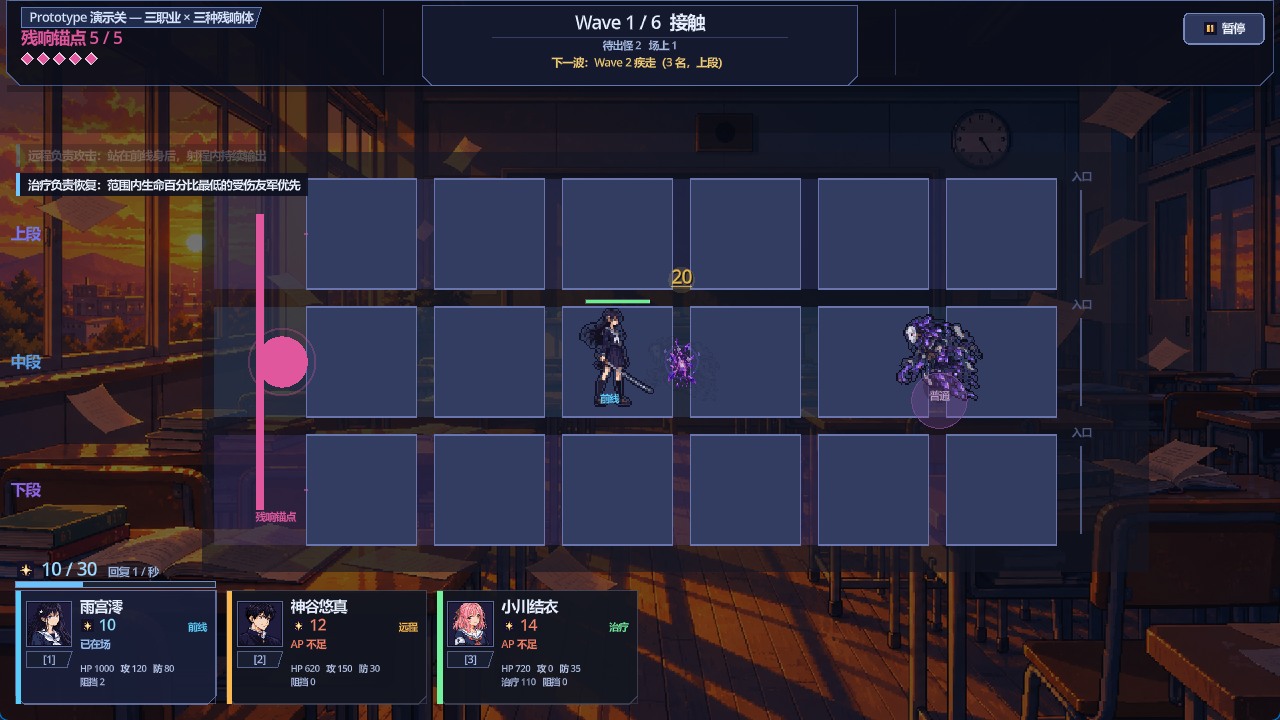 Prototype 演示关 — 三职业 × 三种残响体
残响锚点 5 / 5
Wave 1 / 6 接触
待出怪 2 场上 1
下一波: Wave 2 疾走 (3 名, 上段)
暂停
远程负责攻击: 站在前线身后, 射程内持续输出
治疗负责恢复: 范围内生命百分比最低的受伤友军优先
入口
上段
20
入口
中段
前线
普通
入口
下段
残响锚点
10 / 30 回复 1 / 秒
雨宫澪
10
前线
已在场
[1]
HP 1000 攻 120 防 80
阻挡 2
神谷悠真
12
远程
AP 不足
[2]
HP 620 攻 150 防 30
阻挡 0
小川结衣
14
治疗
AP 不足
[3]
HP 720 攻 0 防 35
治疗 110 阻挡 0